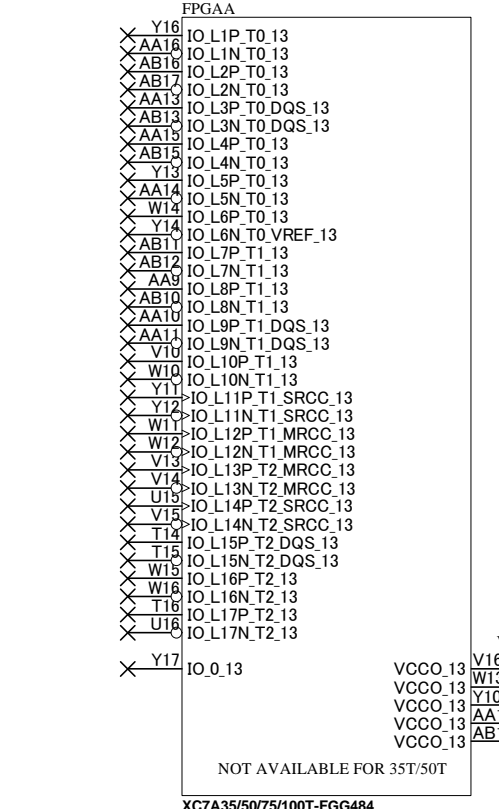 FPGAA
Y16 IO_L1P_T0_13
AA16 IO_L1N_T0_13
AB16 IO_L2P_T0_13
AB17 IO_L2N_T0_13
AA13 IO_L3P_T0_DQS_13
AB13 IO_L3N_T0_DQS_13
AA15 IO_L4P_T0_13
AB15 IO_L4N_T0_13
Y13 IO_L5P_T0_13
AA14 IO_L5N_T0_13
W14 IO_L6P_T0_13
Y14 IO_L6N_T0_VREF_13
AB11 IO_L7P_T1_13
AB12 IO_L7N_T1_13
AA9 IO_L8P_T1_13
AB10 IO_L8N_T1_13
AA10 IO_L9P_T1_DQS_13
AA11 IO_L9N_T1_DQS_13
V10 IO_L10P_T1_13
W10 IO_L10N_T1_13
Y11 IO_L11P_T1_SRCC_13
Y12 IO_L11N_T1_SRCC_13
W11 IO_L12P_T1_MRCC_13
W12 IO_L12N_T1_MRCC_13
V13 IO_L13P_T2_MRCC_13
V14 IO_L13N_T2_MRCC_13
U15 IO_L14P_T2_SRCC_13
V15 IO_L14N_T2_SRCC_13
T14 IO_L15P_T2_DQS_13
T15 IO_L15N_T2_DQS_13
W15 IO_L16P_T2_13
W16 IO_L16N_T2_13
T16 IO_L17P_T2_13
U16 IO_L17N_T2_13
Y17 IO_0_13 VCCO_13 V16
VCCO_13 W13
VCCO_13 Y10
VCCO_13
VCCO_13
NOT AVAILABLE FOR 35T/50T
XC7A35/50/75/100T-FGG484